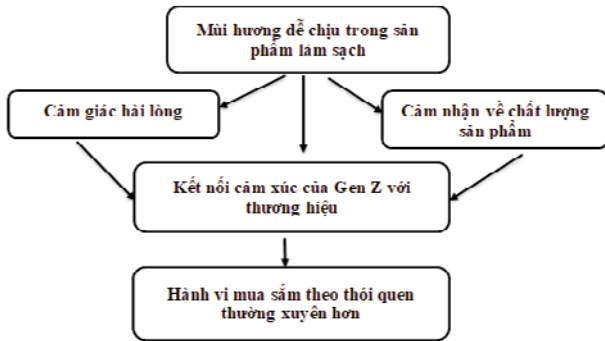 Mùi hương dễ chịu trong sản
phẩm làm sạch
Cảm giác hài lòng
Cảm nhận về chất lượng
sản phẩm
Kết nối cảm xúc của Gen Z với
thương hiệu
Hành vi mua sắm theo thói quen
thường xuyên hơn